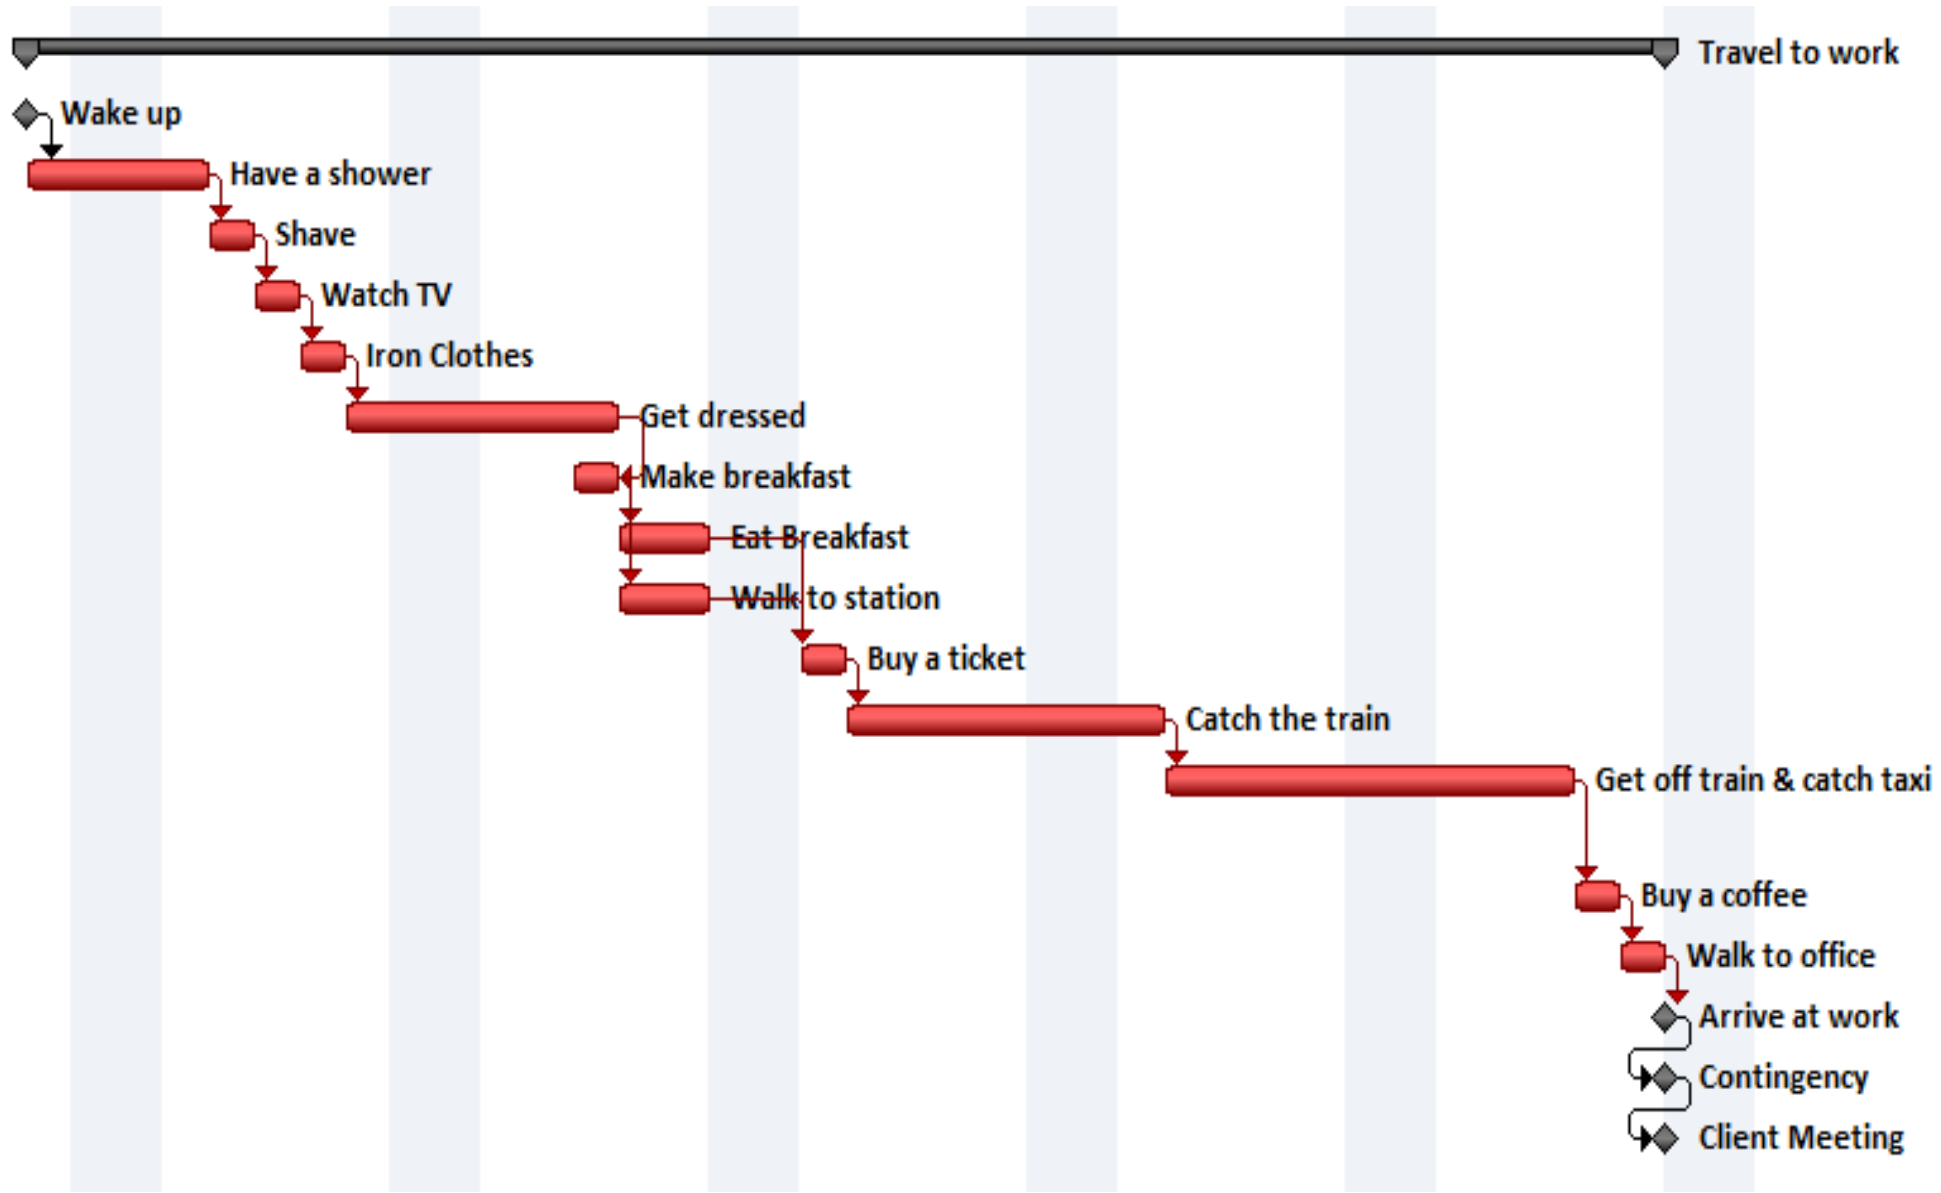 Travel to work
Wake up
Have a shower
Shave
Watch TV
Iron Clothes
Get dressed
Make breakfast
Eat Breakfast
Walk to station
Buy a ticket
Catch the train
Get off train & catch taxi
Buy a coffee
Walk to office
Arrive at work
Contingency
Client Meeting